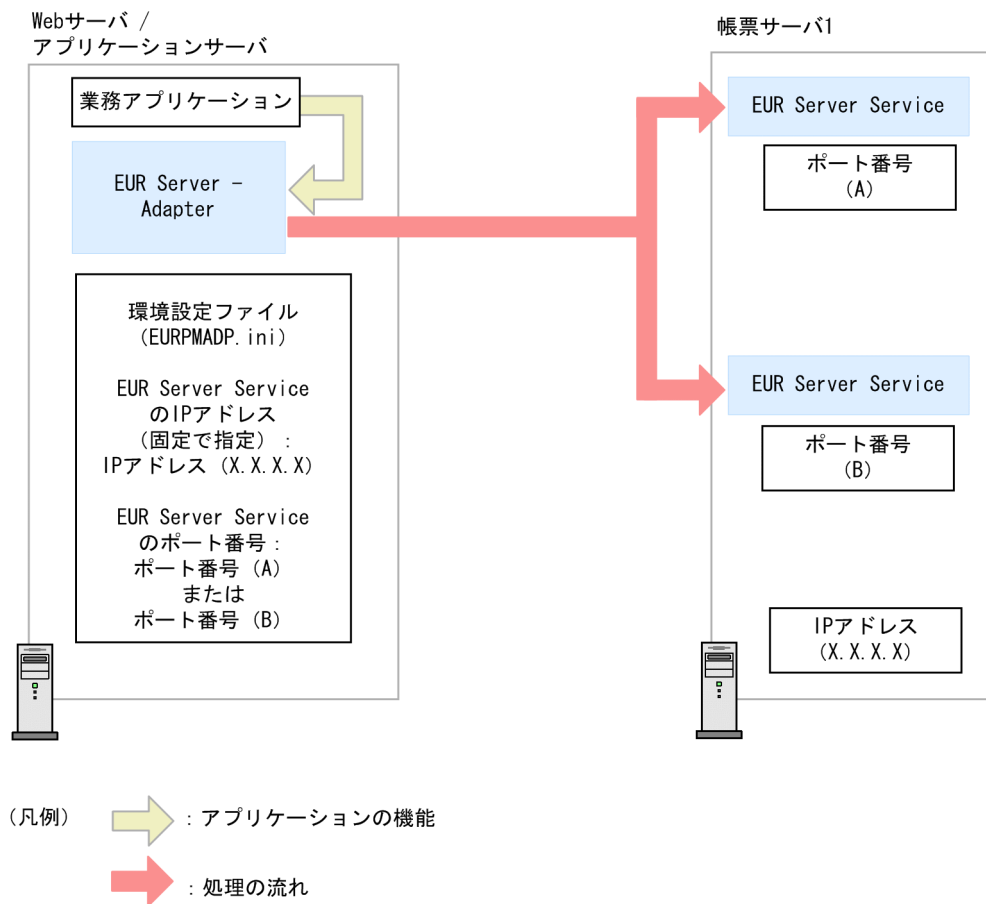 Webサーバ /
アプリケーションサーバ
業務アプリケーション
EUR Server －
Adapter
環境設定ファイル
（EURPMADP.ini）
EUR Server Service
のIPアドレス
（固定で指定）：
IPアドレス（X.X.X.X）
EUR Server Service
のポート番号：
ポート番号（A）
または
ポート番号（B）
帳票サーバ1
EUR Server Service
ポート番号
（A）
EUR Server Service
ポート番号
（B）
IPアドレス
（X.X.X.X）
（凡例）
：アプリケーションの機能
：処理の流れ